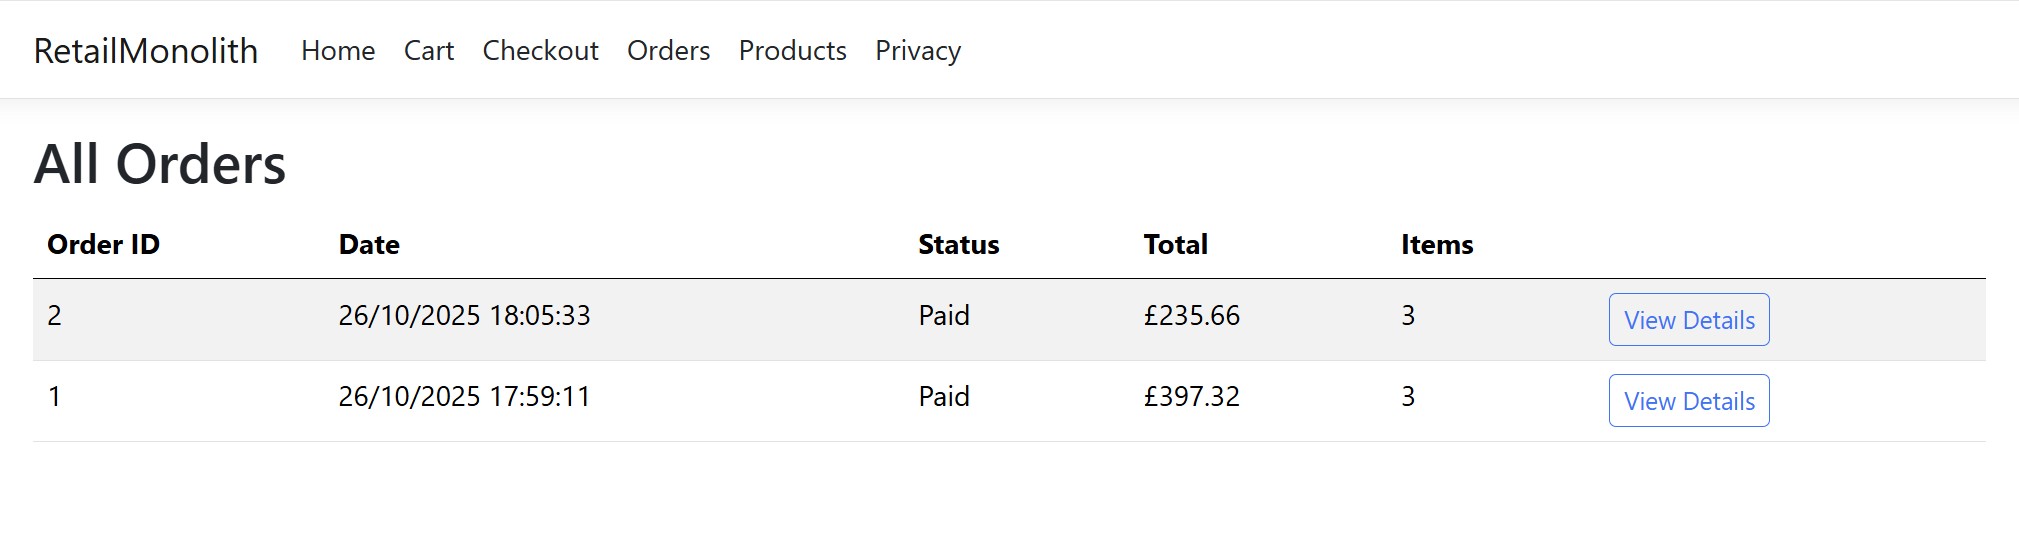 RetailMonolith Home Cart Checkout Orders Products Privacy
All Orders
Order ID Date Status Total Items
2 26/10/2025 18:05:33 Paid £235.66 3 View Details
1 26/10/2025 17:59:11 Paid £397.32 3 View Details